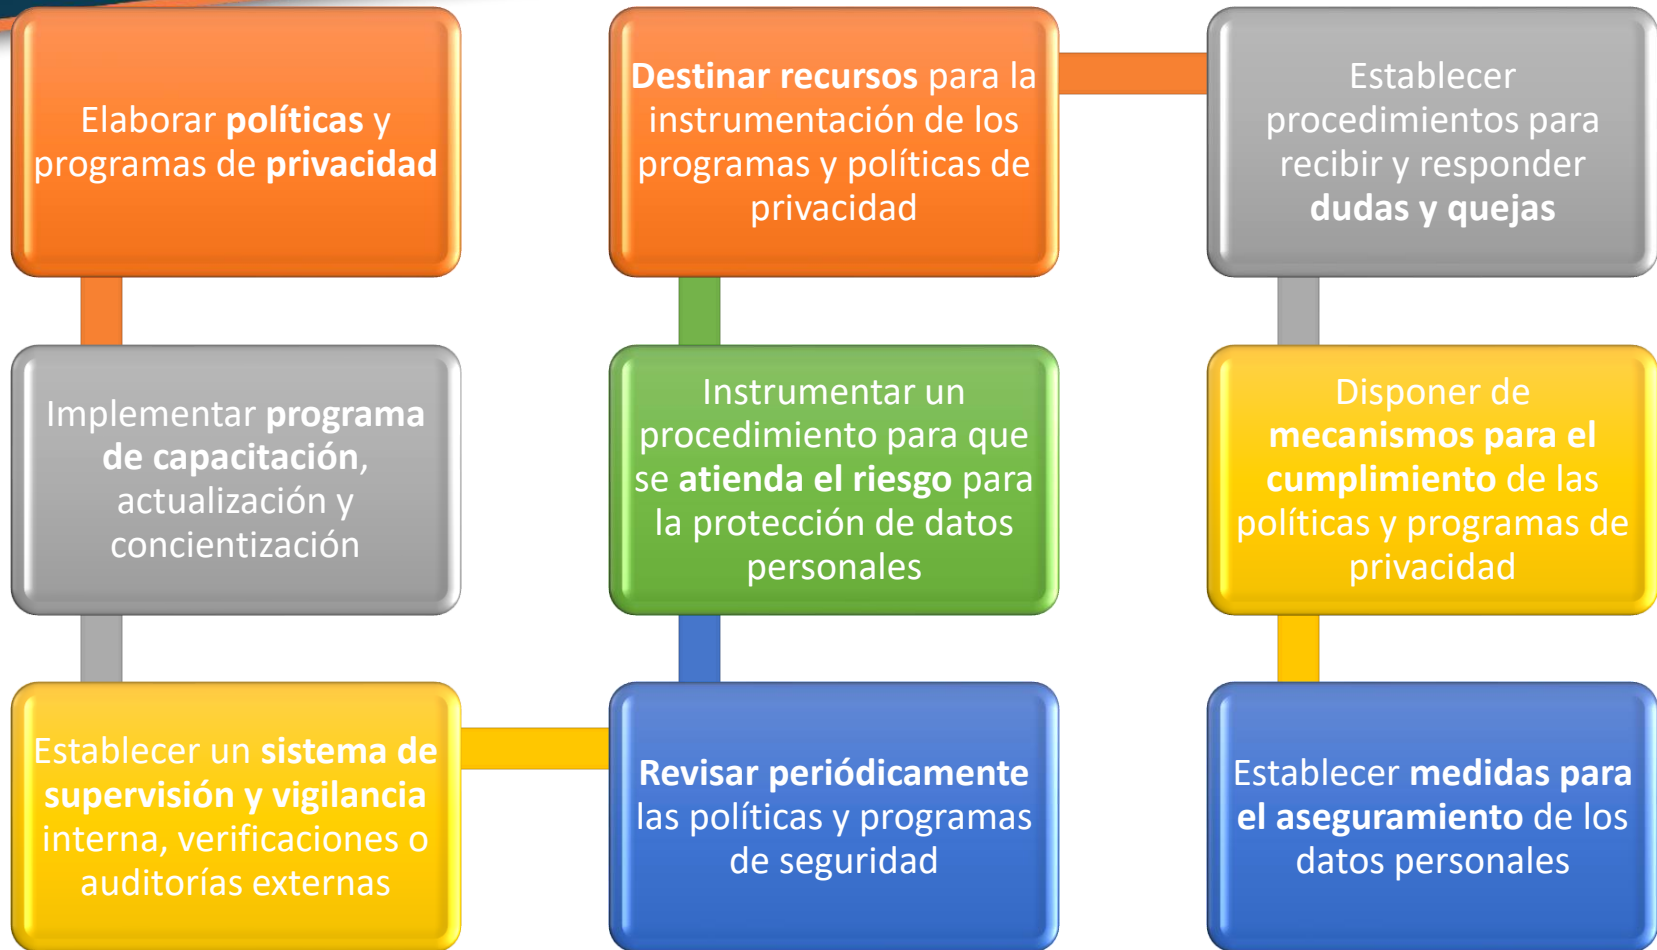 Elaborar políticas y
programas de privacidad
Implementar programa
de capacitación,
actualización y
concientización
Establecer un sistema de
supervisión y vigilancia
interna, verificaciones o
auditorías externas
Revisar periódicamente
las políticas y programas
de seguridad
Instrumentar un
procedimiento para que
se atienda el riesgo para
la protección de datos
personales
Destinar recursos para la
instrumentación de los
programas y políticas de
privacidad
Establecer
procedimientos para
recibir y responder
dudas y quejas
Disponer de
mecanismos para el
cumplimiento de las
políticas y programas de
privacidad
Establecer medidas para
el aseguramiento de los
datos personales